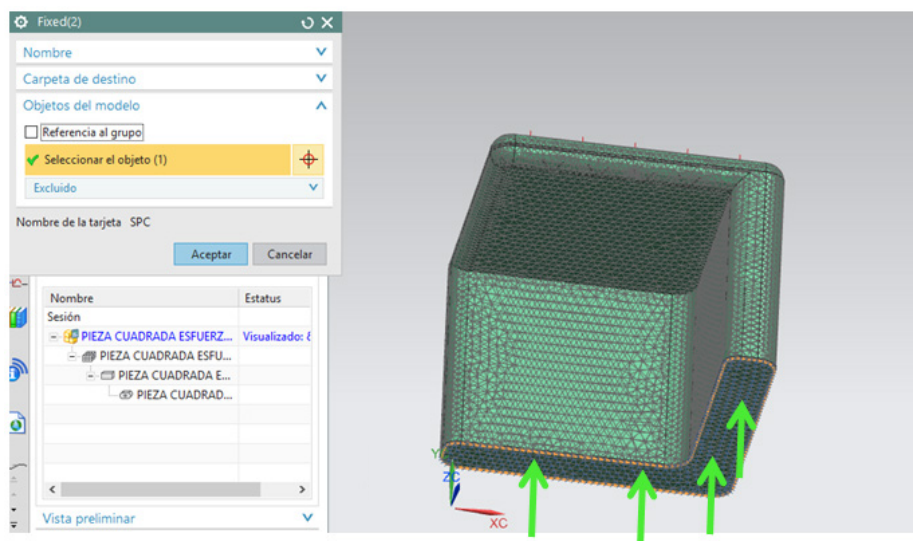 Fixed(2)
Nombre
Carpeta de destino
Objetos del modelo
Referencia al grupo
Seleccionar el objeto (1)
Excluido
Nombre de la tarjeta SPC
Aceptar Cancelar
Nombre Estatus
Sesión
PIEZA CUADRADA ESFUERZ... Visualizado:
PIEZA CUADRADA ESFU...
PIEZA CUADRADA E...
PIEZA CUADRAD...
Vista preliminar
Y
ZC
XC